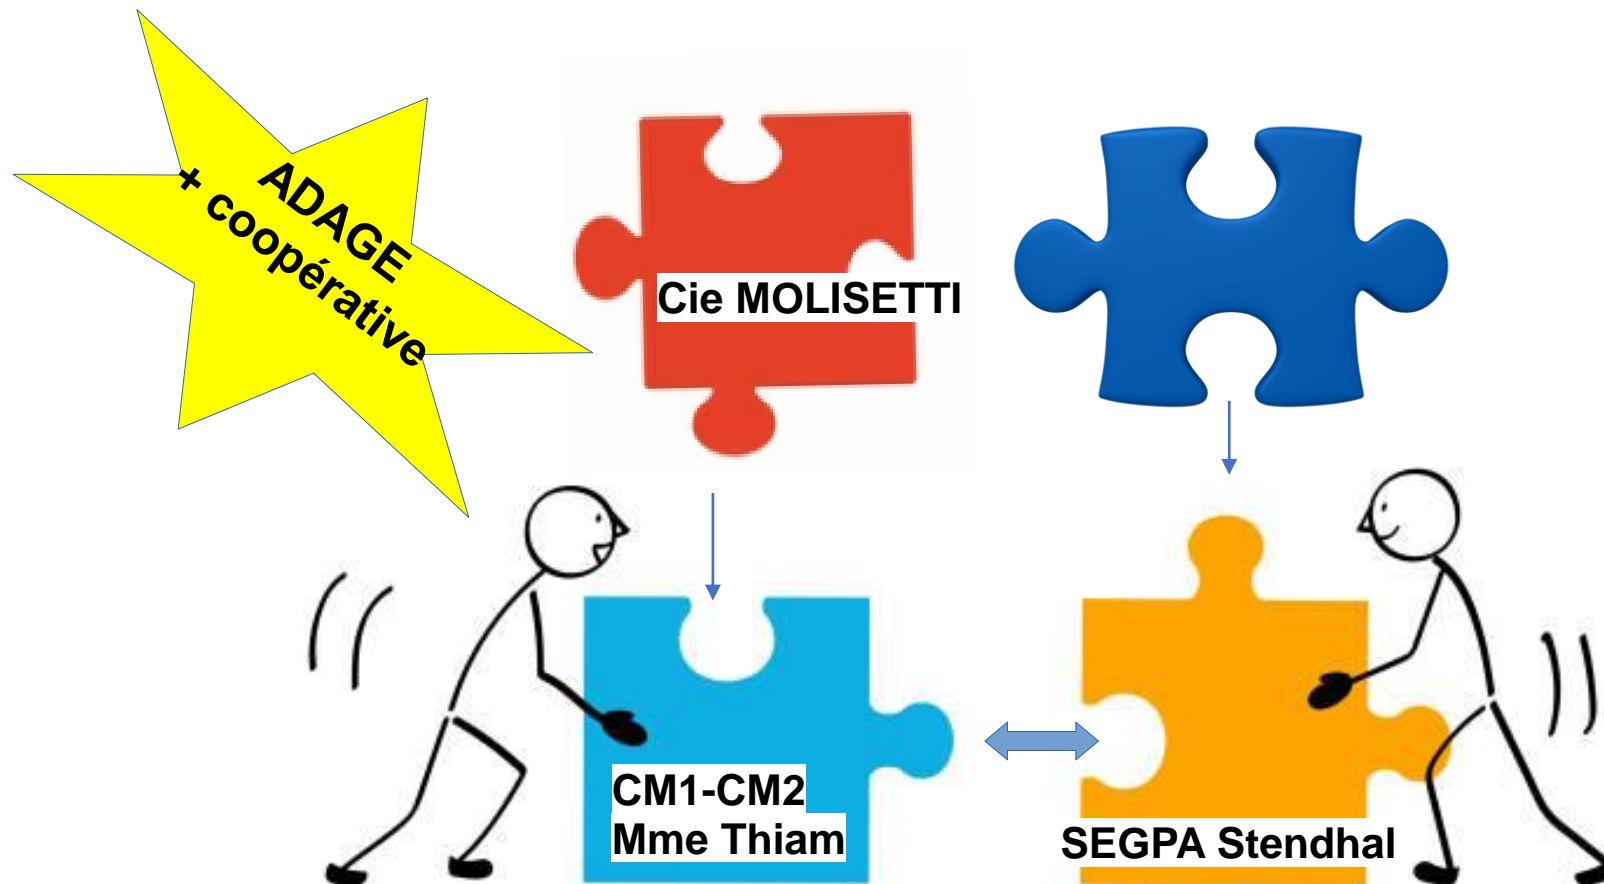 ADAGE
+ coopérative
Cie MOLISETTI
CM1-CM2
Mme Thiam
SEGPA Stendhal